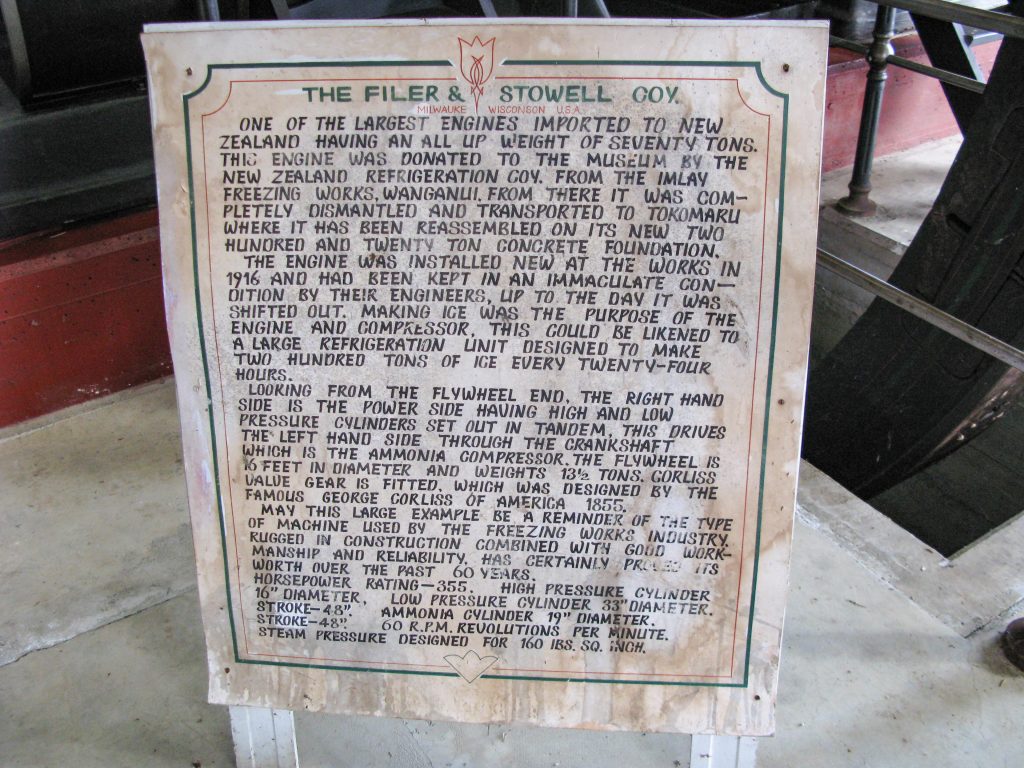 THE FILER & STOWELL COY.
MILWAUKE WISCONSON U.S.A.
ONE OF THE LARGEST ENGINES IMPORTED TO NEW
ZEALAND HAVING AN ALL UP WEIGHT OF SEVENTY TONS.
THIS ENGINE WAS DONATED TO THE MUSEUM BY THE
NEW ZEALAND REFRIGERATION COY. FROM THE IMLAY
FREEZING WORKS, WANGANUI. FROM THERE IT WAS COM-
PLETELY DISMANTLED AND TRANSPORTED TO TOKOMARU
WHERE IT HAS BEEN REASSEMBLED ON ITS NEW TWO
HUNDRED AND TWENTY TON CONCRETE FOUNDATION.
THE ENGINE WAS INSTALLED NEW AT THE WORKS IN
1916 AND HAD BEEN KEPT IN AN IMMACULATE CON-
DITION BY THEIR ENGINEERS, UP TO THE DAY IT WAS
SHIFTED OUT. MAKING ICE WAS THE PURPOSE OF THE
ENGINE AND COMPRESSOR, THIS COULD BE LIKENED TO
A LARGE REFRIGERATION UNIT DESIGNED TO MAKE
TWO HUNDRED TONS OF ICE EVERY TWENTY-FOUR
HOURS.
LOOKING FROM THE FLYWHEEL END, THE RIGHT HAND
SIDE IS THE POWER SIDE HAVING HIGH AND LOW
PRESSURE CYLINDERS SET OUT IN TANDEM, THIS DRIVES
THE LEFT HAND SIDE THROUGH THE CRANKSHAFT
WHICH IS THE AMMONIA COMPRESSOR. THE FLYWHEEL IS
16 FEET IN DIAMETER AND WEIGHTS 13½ TONS. CORLISS
VALUE GEAR IS FITTED, WHICH WAS DESIGNED BY THE
FAMOUS GEORGE CORLISS OF AMERICA 1855.
MAY THIS LARGE EXAMPLE BE A REMINDER OF THE TYPE
OF MACHINE USED BY THE FREEZING WORKS INDUSTRY.
RUGGED IN CONSTRUCTION COMBINED WITH GOOD WORK-
MANSHIP AND RELIABILITY, HAS CERTAINLY PROVED ITS
WORTH OVER THE PAST 60 YEARS.
HORSEPOWER RATING-355. HIGH PRESSURE CYLINDER
16" DIAMETER. LOW PRESSURE CYLINDER 33" DIAMETER.
STROKE-48". AMMONIA CYLINDER 19" DIAMETER.
STROKE-48". 60 R.P.M. REVOLUTIONS PER MINUTE.
STEAM PRESSURE DESIGNED FOR 160 IBS. SQ. INCH.